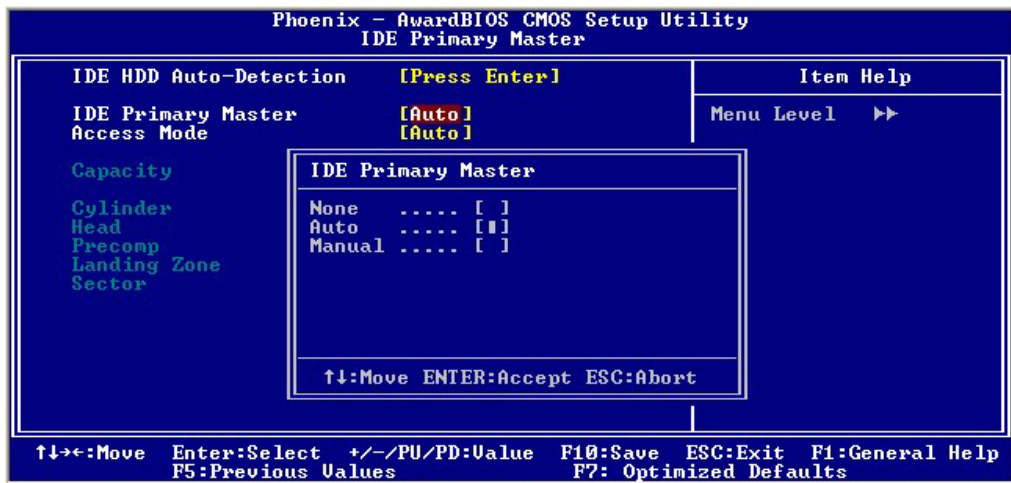 Phoenix - AwardBIOS CMOS Setup Utility
IDE Primary Master
IDE HDD Auto-Detection [Press Enter]
Item Help
IDE Primary Master [Auto]
Menu Level ▶▶
Access Mode [Auto]
Capacity
IDE Primary Master
Cylinder
None ..... [ ]
Head
Auto ..... [▮]
Precomp
Manual ..... [ ]
Landing Zone
Sector
↑↓:Move ENTER:Accept ESC:Abort
↑↓→←:Move Enter:Select +/-/PU/PD:Value F10:Save ESC:Exit F1:General Help
F5:Previous Values F7: Optimized Defaults